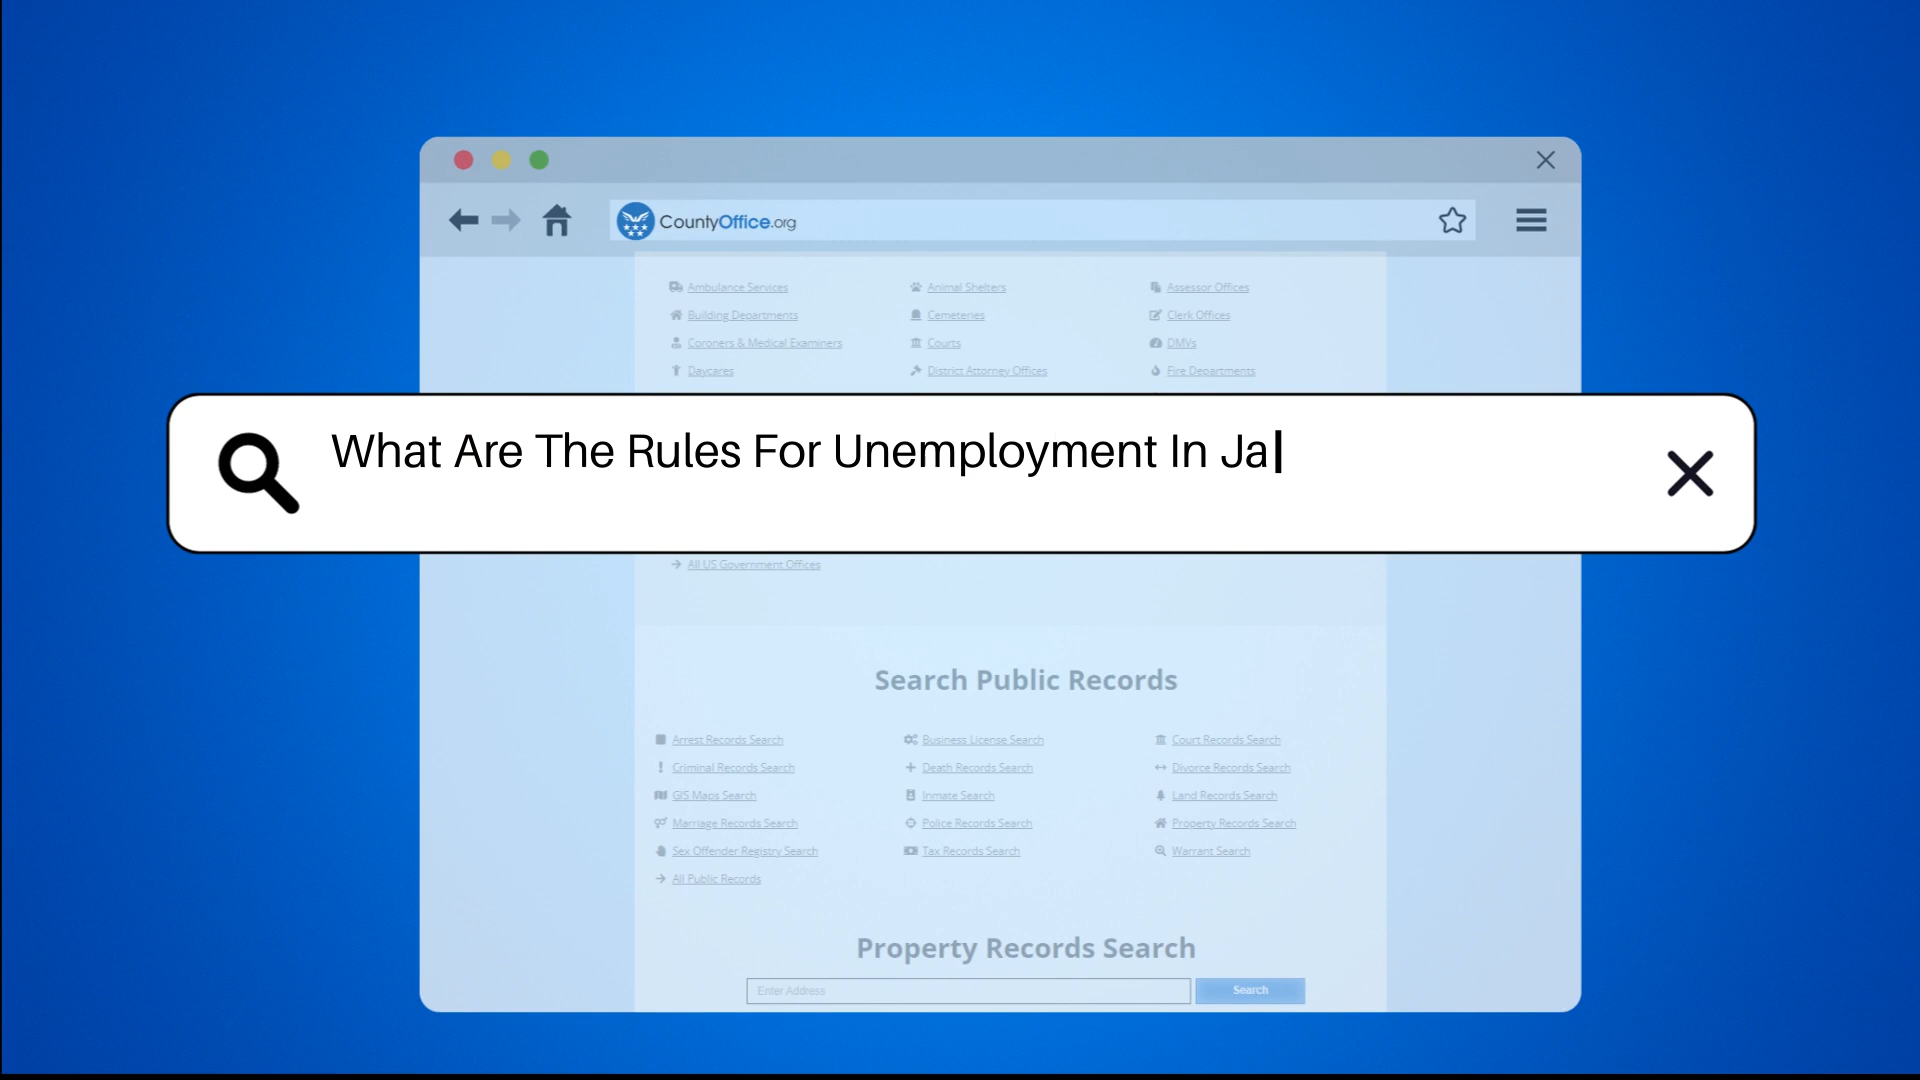 CountyOffice.org
Ambulance Services Animal Shelters Assessor Offices
Building Departments Cemeteries Clerk Offices
Coroners & Medical Examiners Courts DMVs
Daycares District Attorney Offices Fire Departments
What Are The Rules For Unemployment In Ja
All US Government Offices
Search Public Records
Arrest Records Search Business License Search Court Records Search
Criminal Records Search Death Records Search Divorce Records Search
GIS Maps Search Inmate Search Land Records Search
Marriage Records Search Police Records Search Property Records Search
Sex Offender Registry Search Tax Records Search Warrant Search
All Public Records
Property Records Search
Enter Address Search